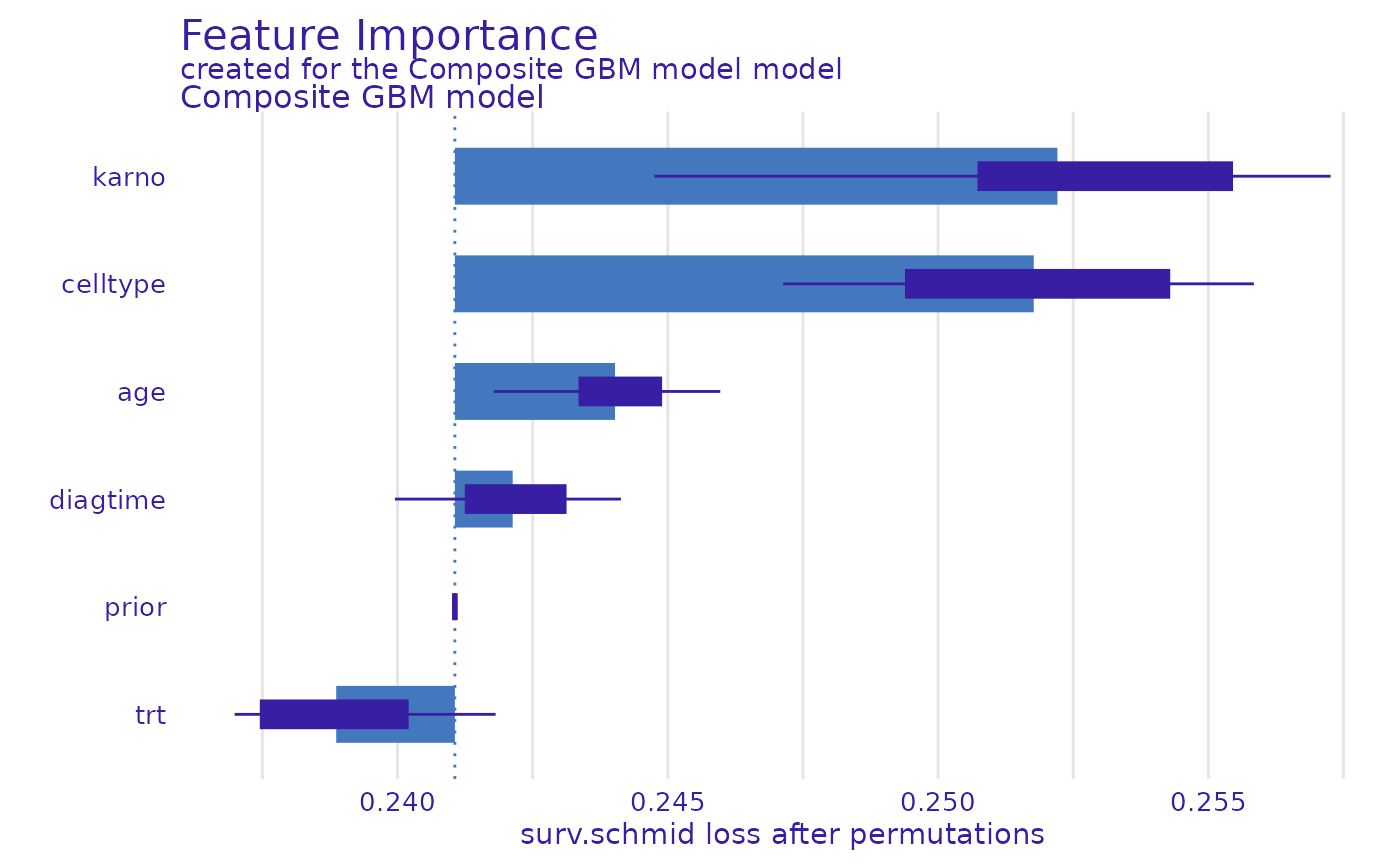 Feature Importance
created for the Composite GBM model model
Composite GBM model
karno
celltype
age
diagtime
prior
trt
0.240 0.245 0.250 0.255
surv.schmid loss after permutations